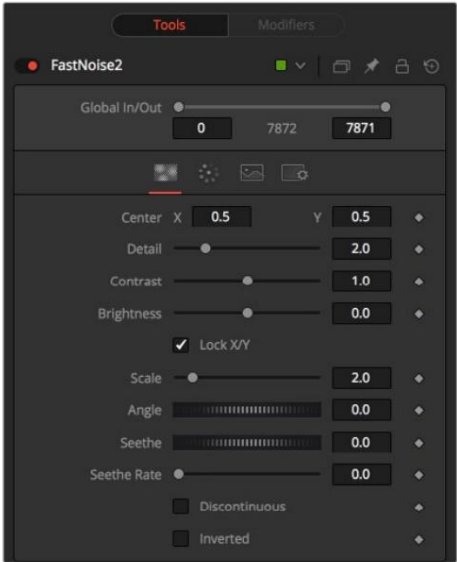 Tools Modifiers
FastNoise2
Global In/Out
0 7872 7871
Center X 0.5 Y 0.5
Detail 2.0
Contrast 1.0
Brightness 0.0
Lock X/Y
Scale 2.0
Angle 0.0
Seethe 0.0
Seethe Rate 0.0
Discontinuous
Inverted